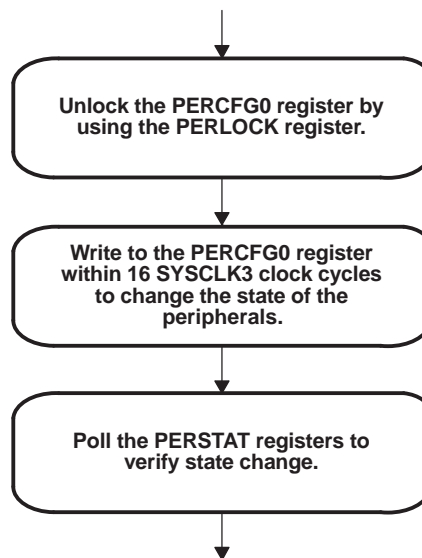 Unlock the PERCFG0 register by
using the PERLOCK register.
Write to the PERCFG0 register
within 16 SYSCLK3 clock cycles
to change the state of the
peripherals.
Poll the PERSTAT registers to
verify state change.